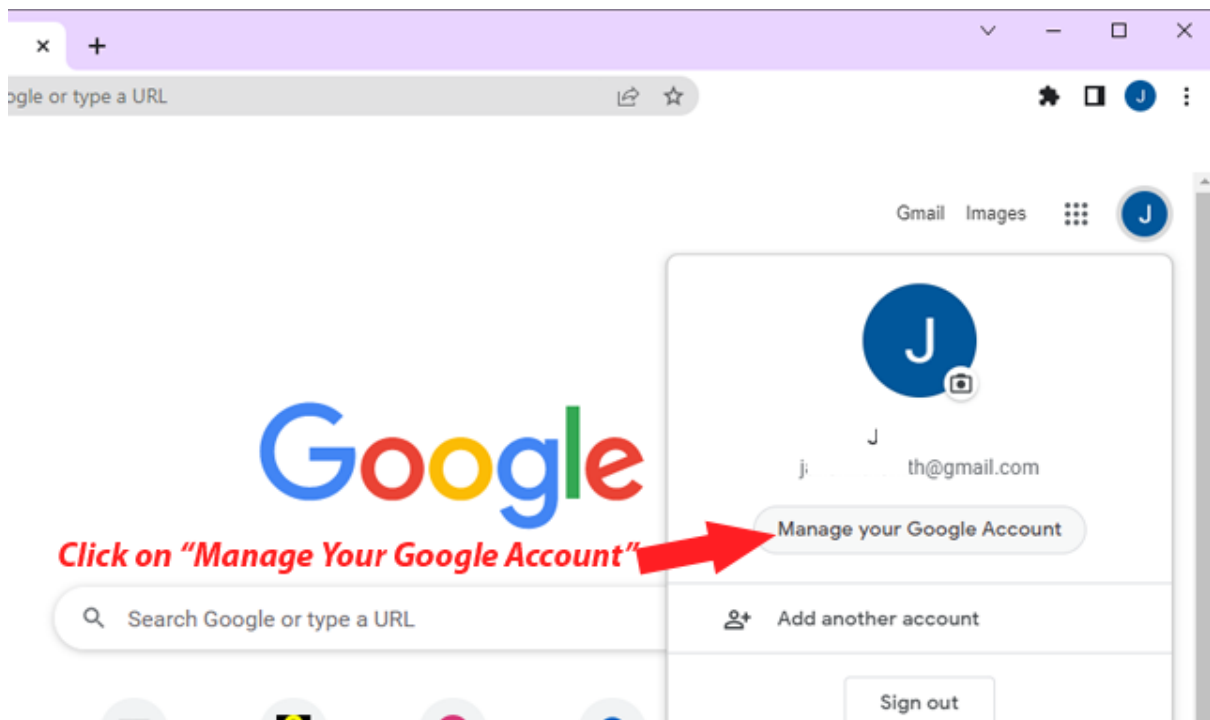 ogle or type a URL
J
Gmail Images
J
J
J
th@gmail.com
Google
Manage your Google Account
Click on “Manage Your Google Account”
Search Google or type a URL
Add another account
Sign out